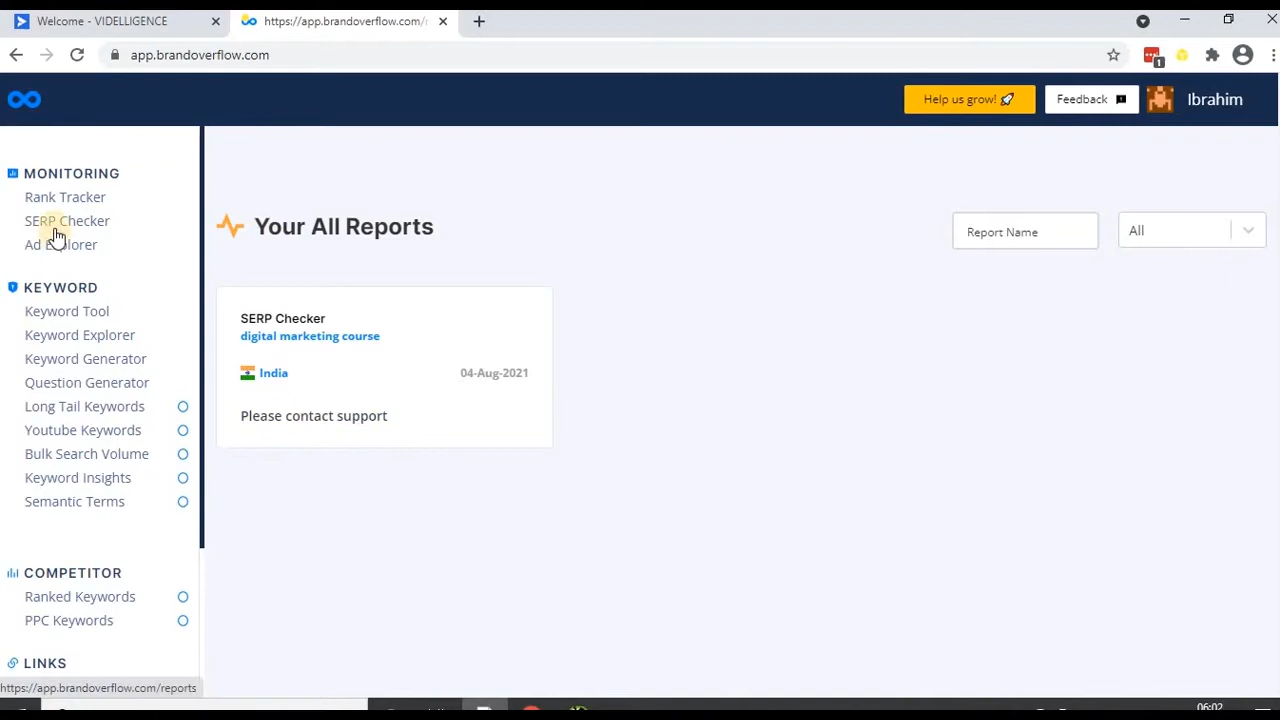 Welcome - VIDELLIGENCE
https://app.brandoverflow.com/r
app.brandoverflow.com
1
Help us grow!
Feedback
Ibrahim
MONITORING
Rank Tracker
SERP Checker
Ad Explorer
Your All Reports
Report Name
All
KEYWORD
Keyword Tool
Keyword Explorer
Keyword Generator
Question Generator
Long Tail Keywords
Youtube Keywords
Bulk Search Volume
Keyword Insights
Semantic Terms
SERP Checker
digital marketing course
India
04-Aug-2021
Please contact support
COMPETITOR
Ranked Keywords
PPC Keywords
LINKS
https://app.brandoverflow.com/reports
06:02